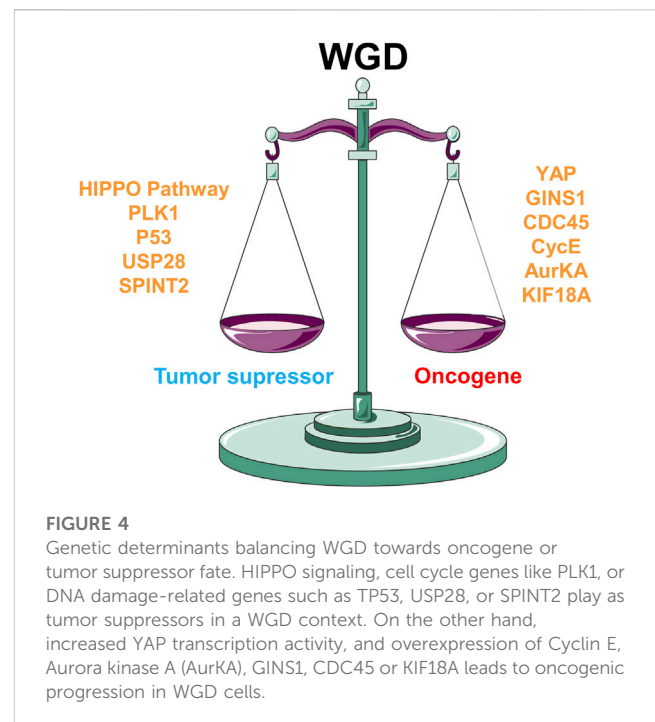 WGD
HIPPO Pathway
PLK1
P53
USP28
SPINT2
YAP
GINS1
CDC45
CycE
AurKA
KIF18A
Tumor supressor
Oncogene
FIGURE 4
Genetic determinants balancing WGD towards oncogene or
tumor suppressor fate. HIPPO signaling, cell cycle genes like PLK1, or
DNA damage-related genes such as TP53, USP28, or SPINT2 play as
tumor suppressors in a WGD context. On the other hand,
increased YAP transcription activity, and overexpression of Cyclin E,
Aurora kinase A (AurKA), GINS1, CDC45 or KIF18A leads to oncogenic
progression in WGD cells.